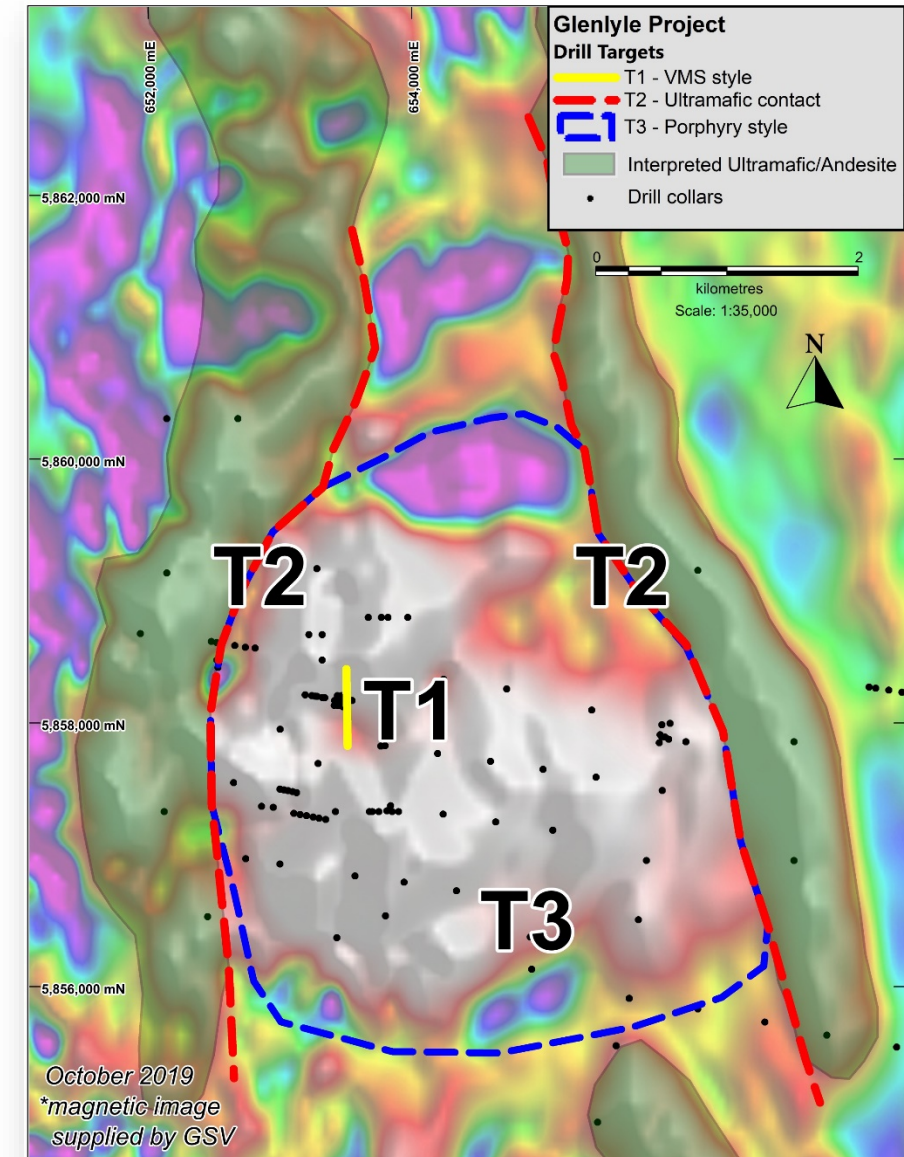 Glenlyle Project
Drill Targets
T1 - VMS style
T2 - Ultramafic contact
T3 - Porphyry style
Interpreted Ultramafic/Andesite
Drill collars
652,000 mE
654,000 mE
5,862,000 mN
0 2
kilometres
Scale: 1:35,000
N
5,860,000 mN
T2
T2
T1
5,858,000 mN
T3
5,856,000 mN
October 2019
*magnetic image
supplied by GSV